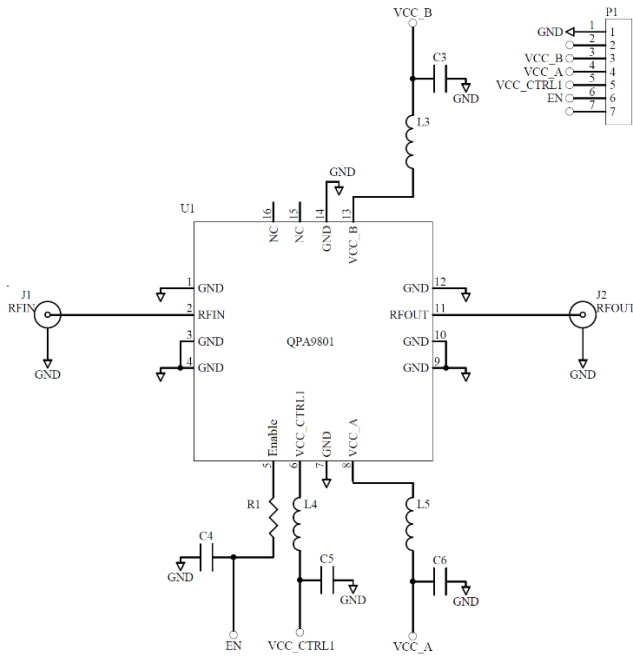 VCC_B
P1
GND 1 1
2 2
VCC_B 3 3
VCC_A 4 4
VCC_CTRL1 5 5
EN 6 6
7 7
C3
GND
L3
GND
U1
16 15 14 13
NC NC GND VCC_B
1 GND
GND 12
J1
RFIN
2 RFIN
RFOUT 11
J2
RFOUT
3 GND
GND 10
QPA9801
4 GND
GND 9
GND
GND
Enable VCC_CTRL1 GND VCC_A
5 6 7 8
R1
L4
L5
C4
GND
C5
GND
C6
GND
EN
VCC_CTRL1
VCC_A